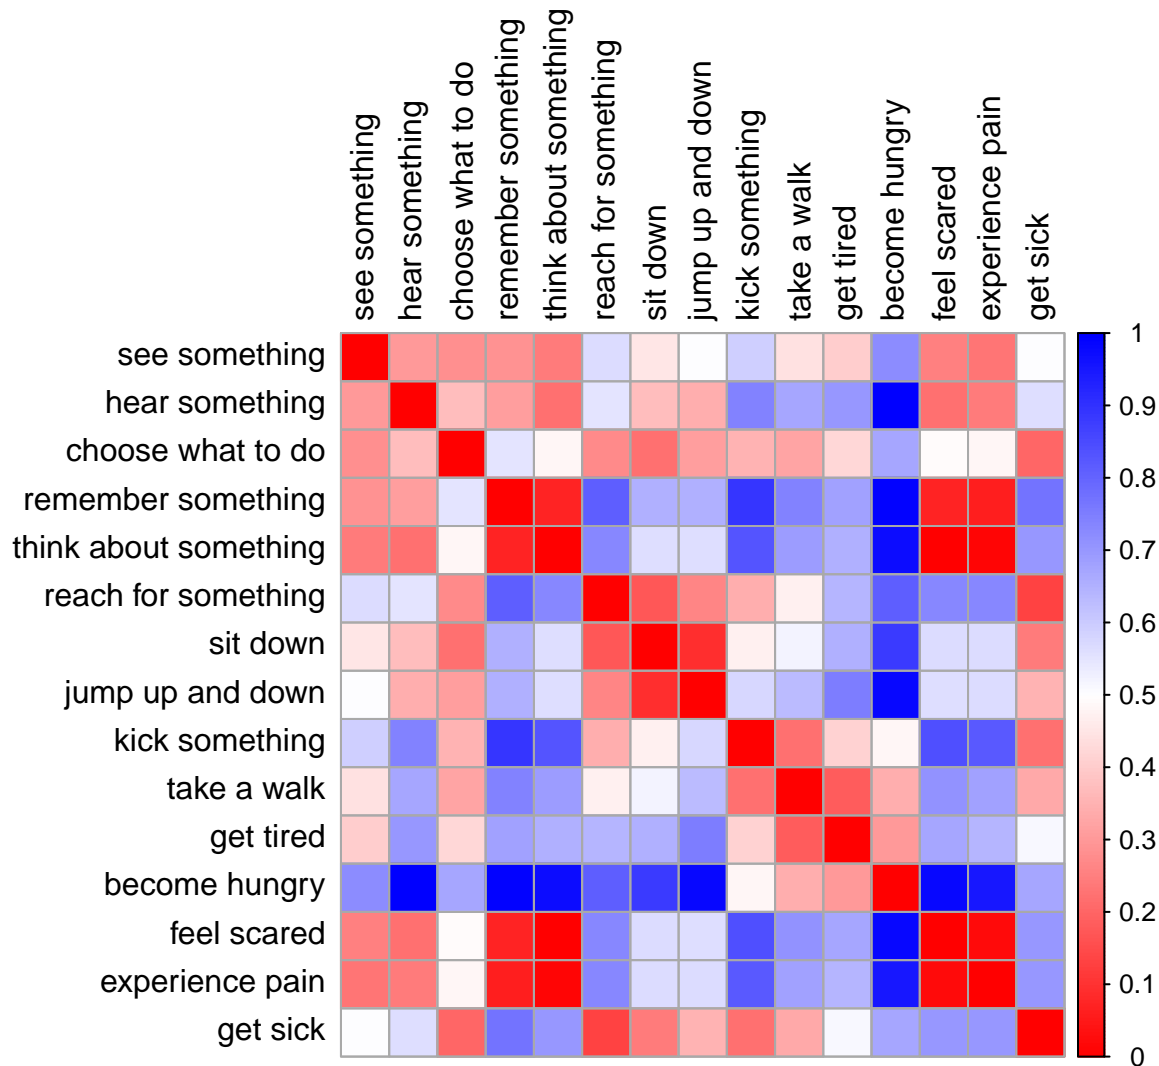 see something
hear something
choose what to do
remember something
think about something
reach for something
sit down
jump up and down
kick something
take a walk
get tired
become hungry
feel scared
experience pain
get sick
see something
hear something
choose what to do
remember something
think about something
reach for something
sit down
jump up and down
kick something
take a walk
get tired
become hungry
feel scared
experience pain
get sick
1
0.9
0.8
0.7
0.6
0.5
0.4
0.3
0.2
0.1
0